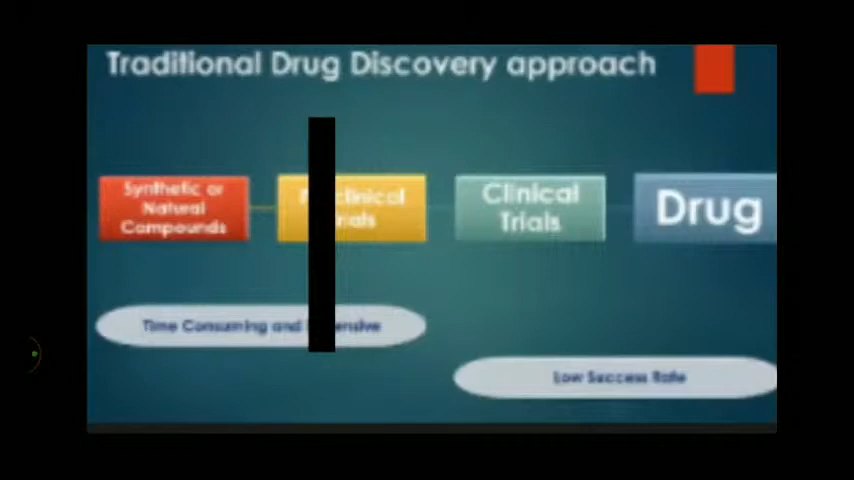 Traditional Drug Discovery approach
Synthetic or
Natural
Compounds
Clinical
Trials
Drug
Time Consuming and
Low Success Rate